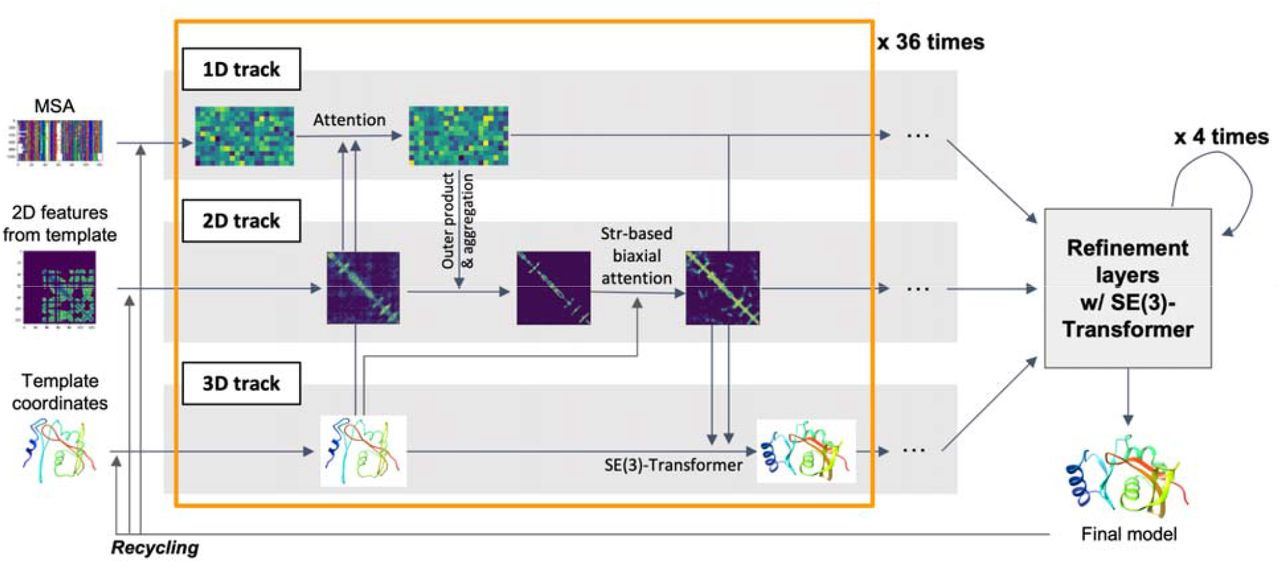 x 36 times
1D track
MSA
Attention
x 4 times
2D features
from template
2D track
Outer product
& aggregation
Str-based
biaxial
attention
...
Refinement
layers
w/ SE(3)-
Transformer
Template
coordinates
3D track
...
SE(3)-Transformer
...
Final model
Recycling